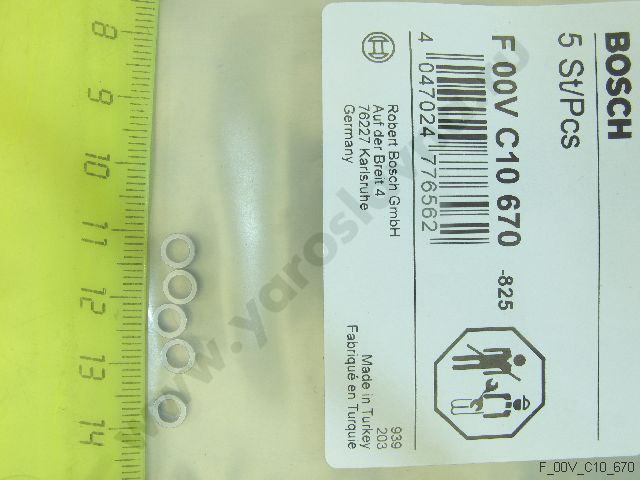 BOSCH
5 St/Pcs
F 00V C10 670 -825
4 047024 776562
Robert Bosch GmbH
Auf der Breit 4
76227 Karlsruhe
Germany
939
203
Made in Turkey
Fabriqué en Turquie
8
9
10
11
12
13
14
F_00V_C10_670